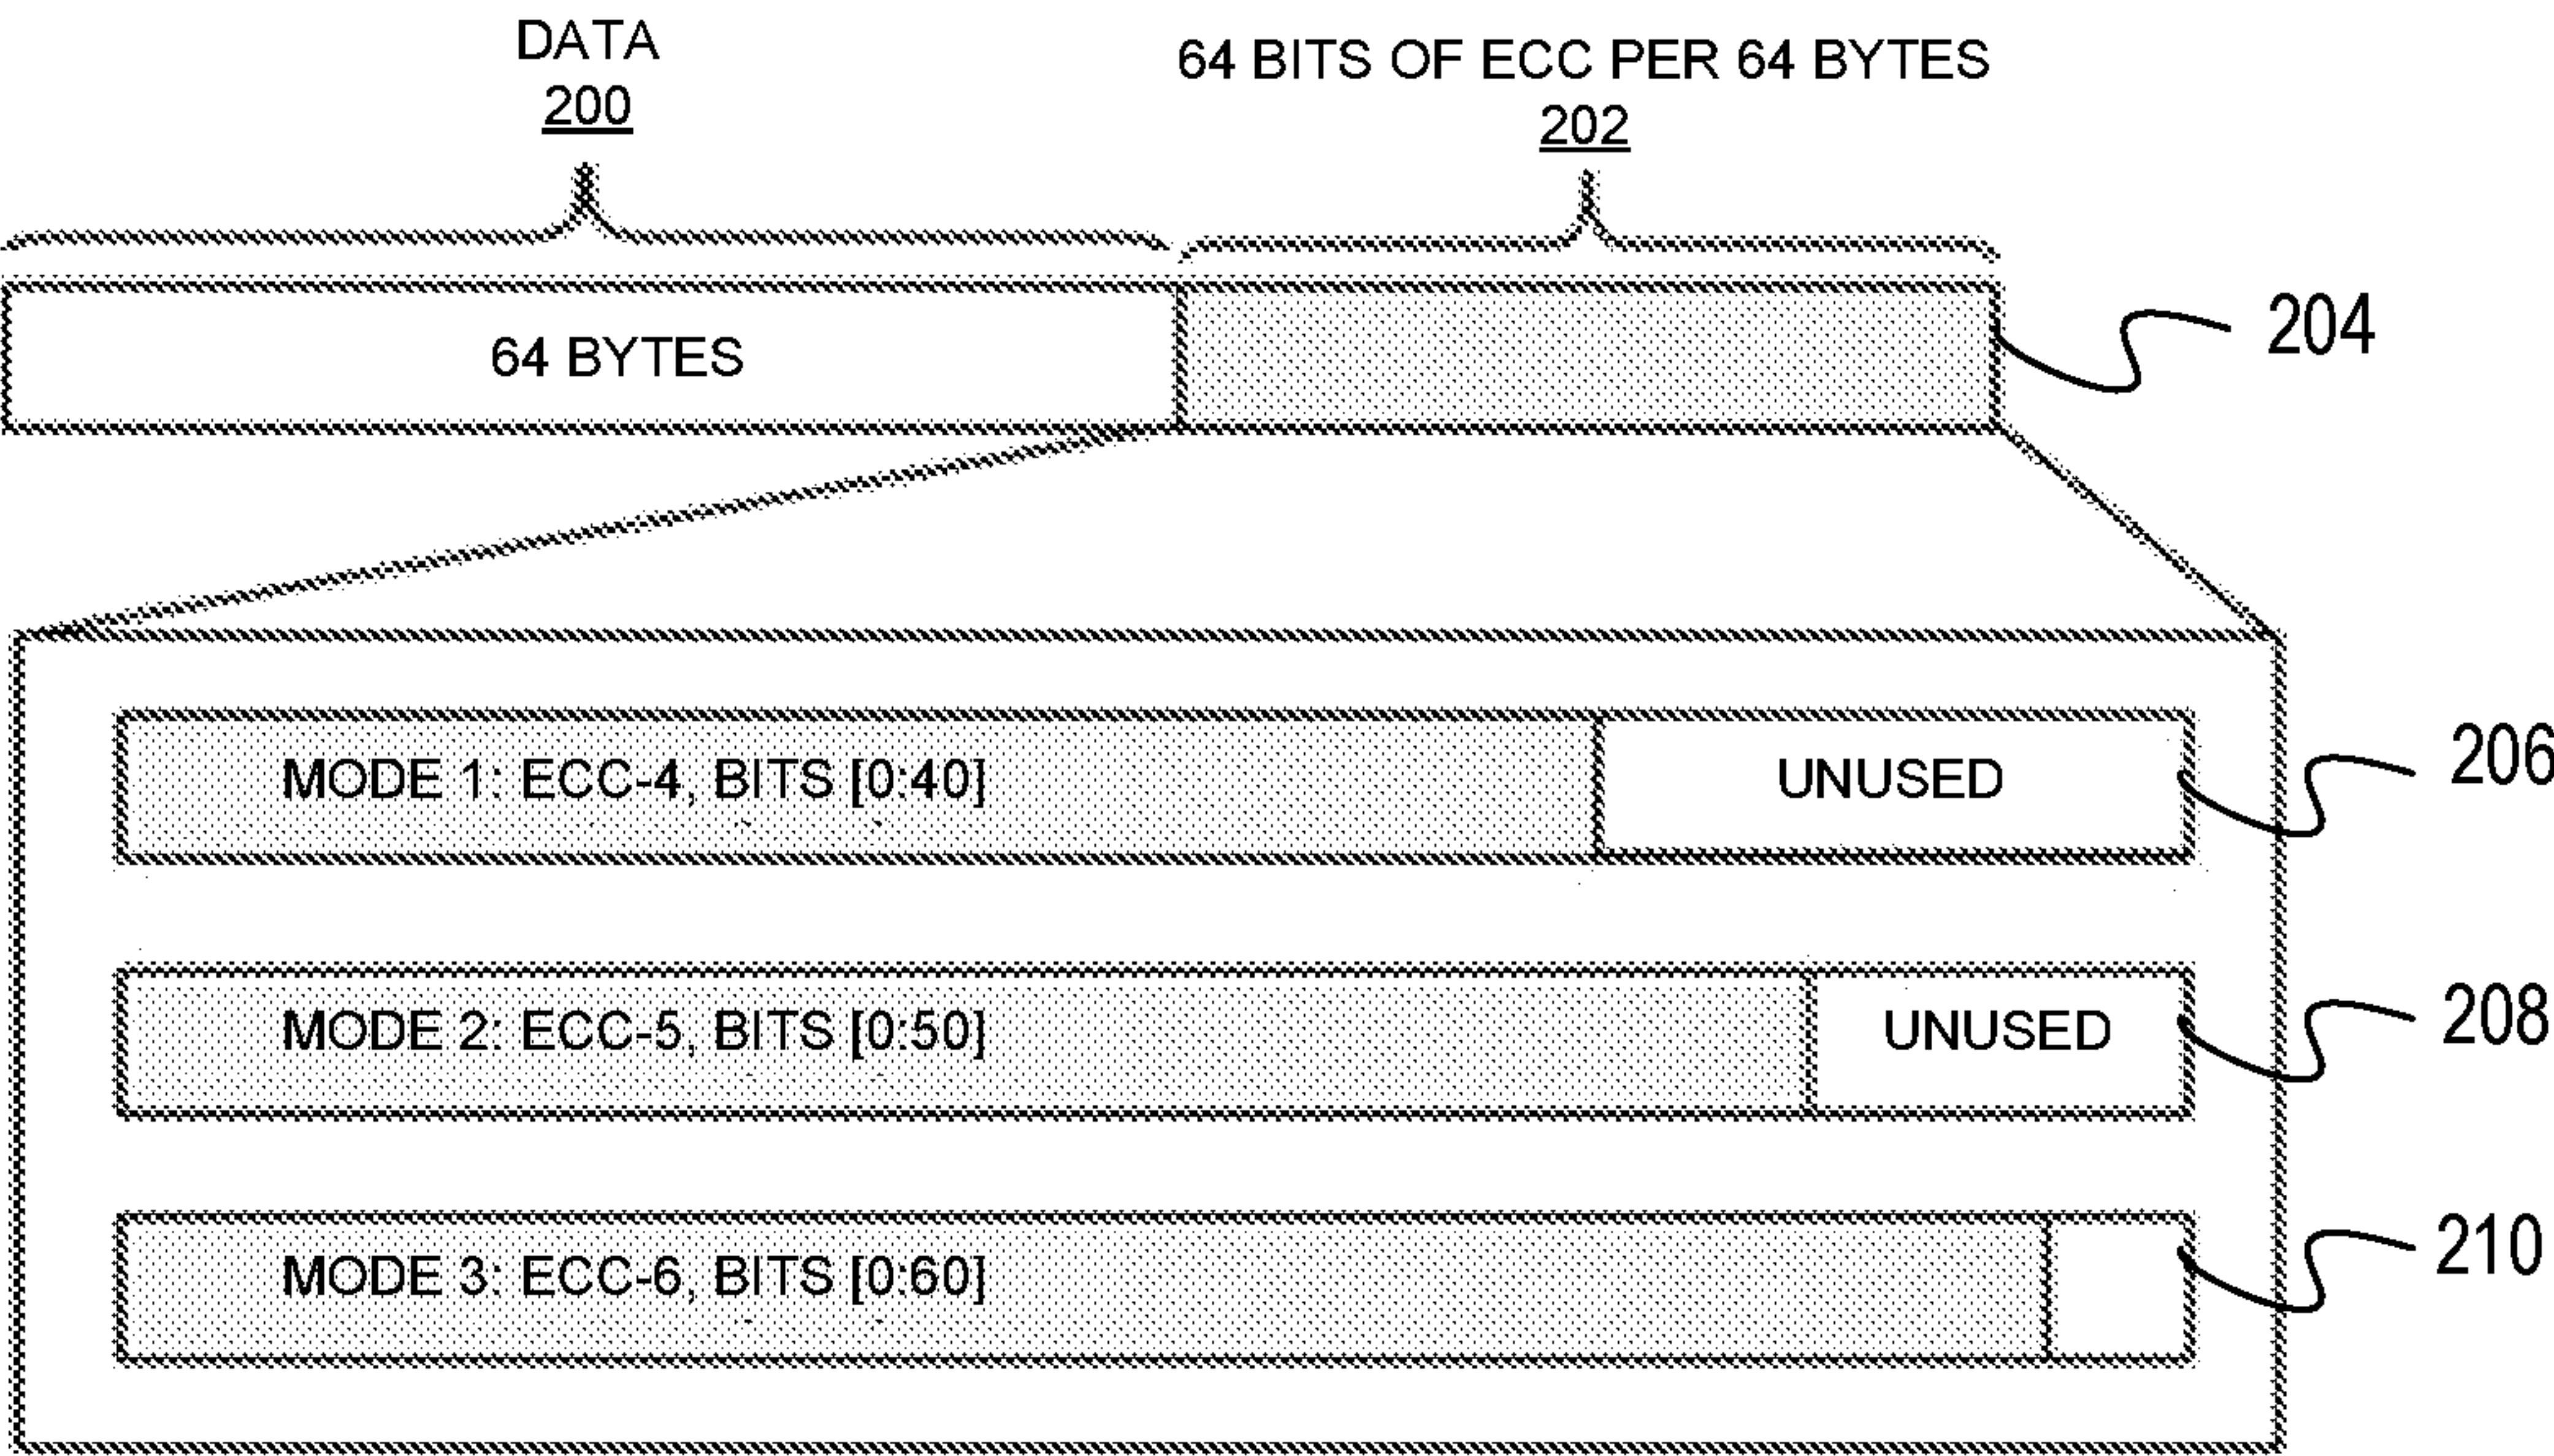 DATA
200
64 BITS OF ECC PER 64 BYTES
202
64 BYTES
204
MODE 1: ECC-4, BITS [0:40]
UNUSED
206
MODE 2: ECC-5, BITS [0:50]
UNUSED
208
MODE 3: ECC-6, BITS [0:60]
210